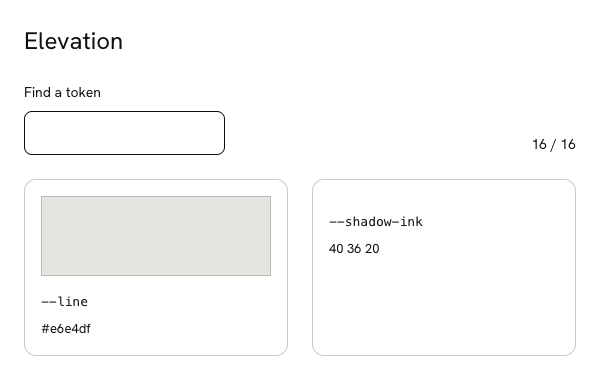 Elevation
Find a token
16 / 16
--line
#e6e4df
--shadow-ink
40 36 20